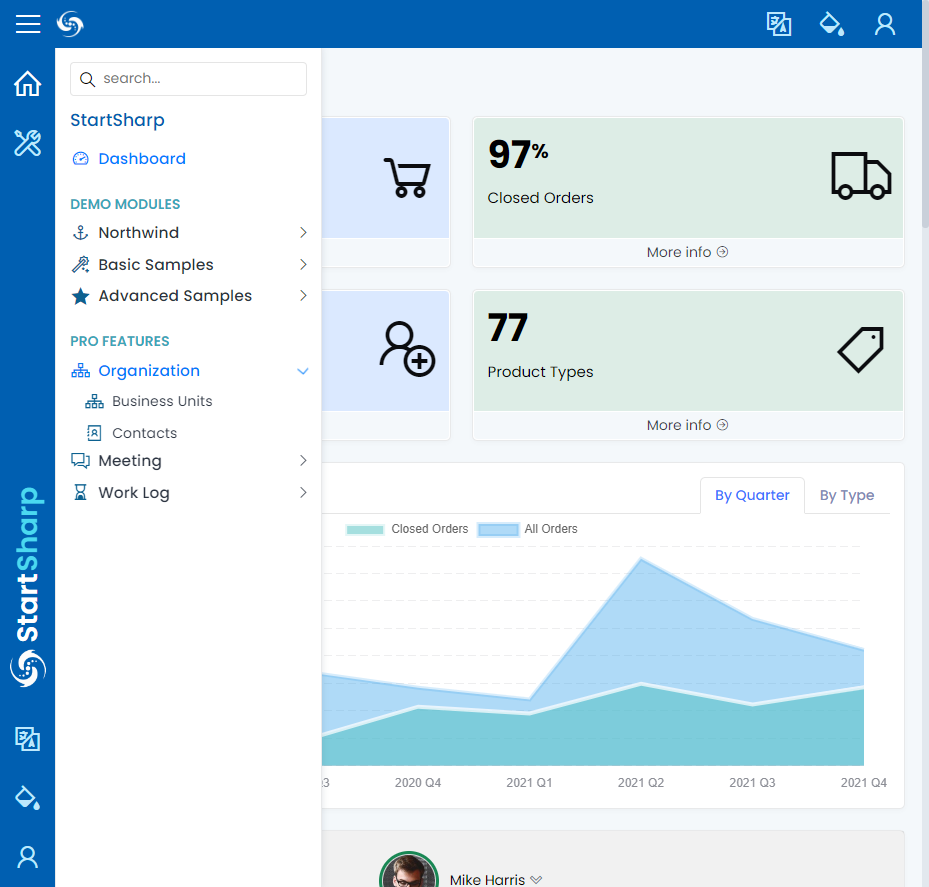 search...
StartSharp
Dashboard
DEMO MODULES
Northwind
Basic Samples
Advanced Samples
PRO FEATURES
Organization
Business Units
Contacts
Meeting
Work Log
StartSharp
97%
Closed Orders
More info
77
Product Types
More info
By Quarter
By Type
Closed Orders
All Orders
3
2020 Q4
2021 Q1
2021 Q2
2021 Q3
2021 Q4
Mike Harris